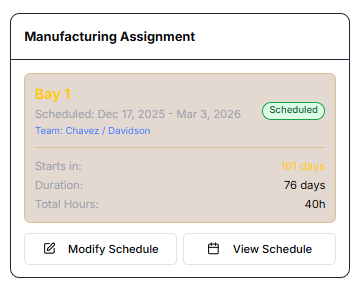 Manufacturing Assignment
Bay 1
Scheduled: Dec 17, 2025 - Mar 3, 2026
Scheduled
Team: Chavez / Davidson
Starts in: 161 days
Duration: 76 days
Total Hours: 40h
Modify Schedule View Schedule